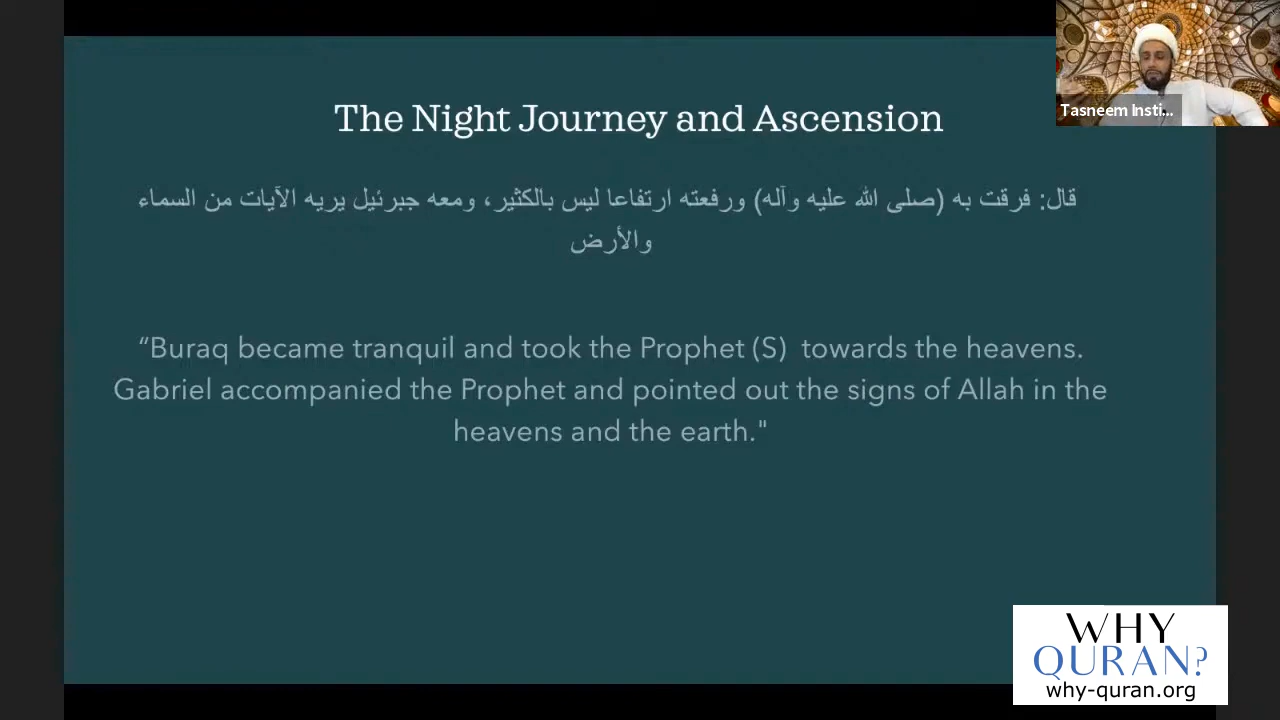 Tasneem Insti...
The Night Journey and Ascension
قال: فرقت به (صلى الله عليه وآله) ورفعته ارتفاعا ليس بالكثير، ومعه جبرئيل يريه الآيات من السماء
والأرض
“Buraq became tranquil and took the Prophet (S)  towards the heavens.
Gabriel accompanied the Prophet and pointed out the signs of Allah in the
heavens and the earth."
WHY
QURAN?
why-quran.org